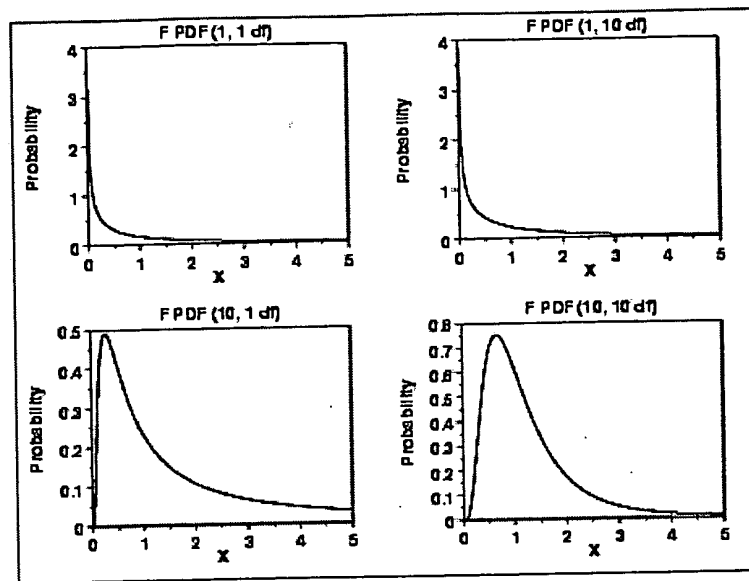 F PDF (1, 1 df)
4
3
2
1
0
Probability
0 1 2 3 4 5
X
F PDF (1, 10 df)
4
3
2
1
0
Probability
0 1 2 3 4 5
X
F PDF (10, 1 df)
0.5
0.4
0.3
0.2
0.1
0
Probability
0 1 2 3 4 5
X
F PDF (10, 10 df)
0.8
0.7
0.6
0.5
0.4
0.3
0.2
0.1
0
Probability
0 1 2 3 4 5
X